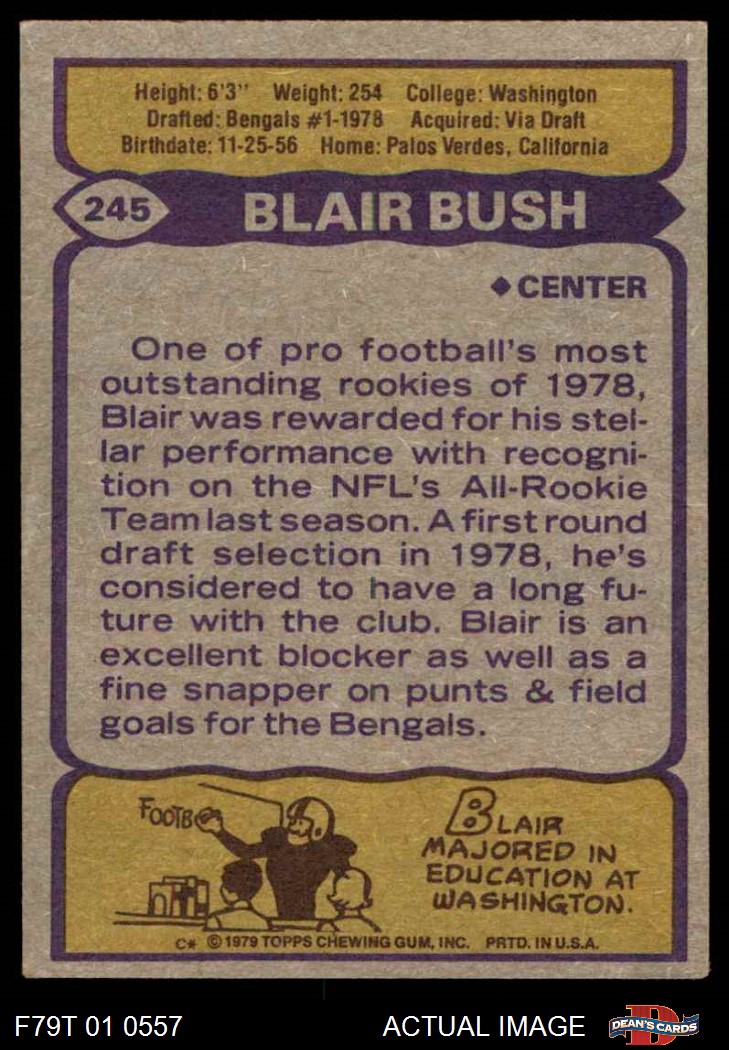 Height: 6'3" Weight: 254 College: Washington
Drafted: Bengals #1-1978 Acquired: Via Draft
Birthdate: 11-25-56 Home: Palos Verdes, California
245 BLAIR BUSH
◆ CENTER
One of pro football's most
outstanding rookies of 1978,
Blair was rewarded for his stel-
lar performance with recogni-
tion on the NFL's All-Rookie
Team last season. A first round
draft selection in 1978, he's
considered to have a long fu-
ture with the club. Blair is an
excellent blocker as well as a
fine snapper on punts & field
goals for the Bengals.
FOOTB
BLAIR
MAJORED IN
EDUCATION AT
WASHINGTON.
C* © 1979 TOPPS CHEWING GUM, INC. PRTD. IN U.S.A.
F79T 01 0557 ACTUAL IMAGE D DEAN'S CARDS